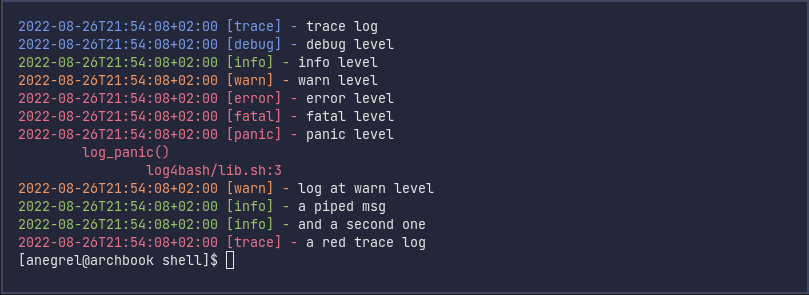 2022-08-26T21:54:08+02:00 [trace] - trace log
2022-08-26T21:54:08+02:00 [debug] - debug level
2022-08-26T21:54:08+02:00 [info] - info level
2022-08-26T21:54:08+02:00 [warn] - warn level
2022-08-26T21:54:08+02:00 [error] - error level
2022-08-26T21:54:08+02:00 [fatal] - fatal level
2022-08-26T21:54:08+02:00 [panic] - panic level
        log_panic()
                log4bash/lib.sh:3
2022-08-26T21:54:08+02:00 [warn] - log at warn level
2022-08-26T21:54:08+02:00 [info] - a piped msg
2022-08-26T21:54:08+02:00 [info] - and a second one
2022-08-26T21:54:08+02:00 [trace] - a red trace log
[anegrel@archbook shell]$